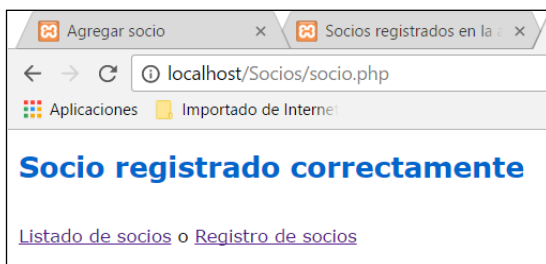 Agregar socio
Socios registrados en la a
localhost/Socios/socio.php
Aplicaciones Importado de Internet
Socio registrado correctamente
Listado de socios o Registro de socios